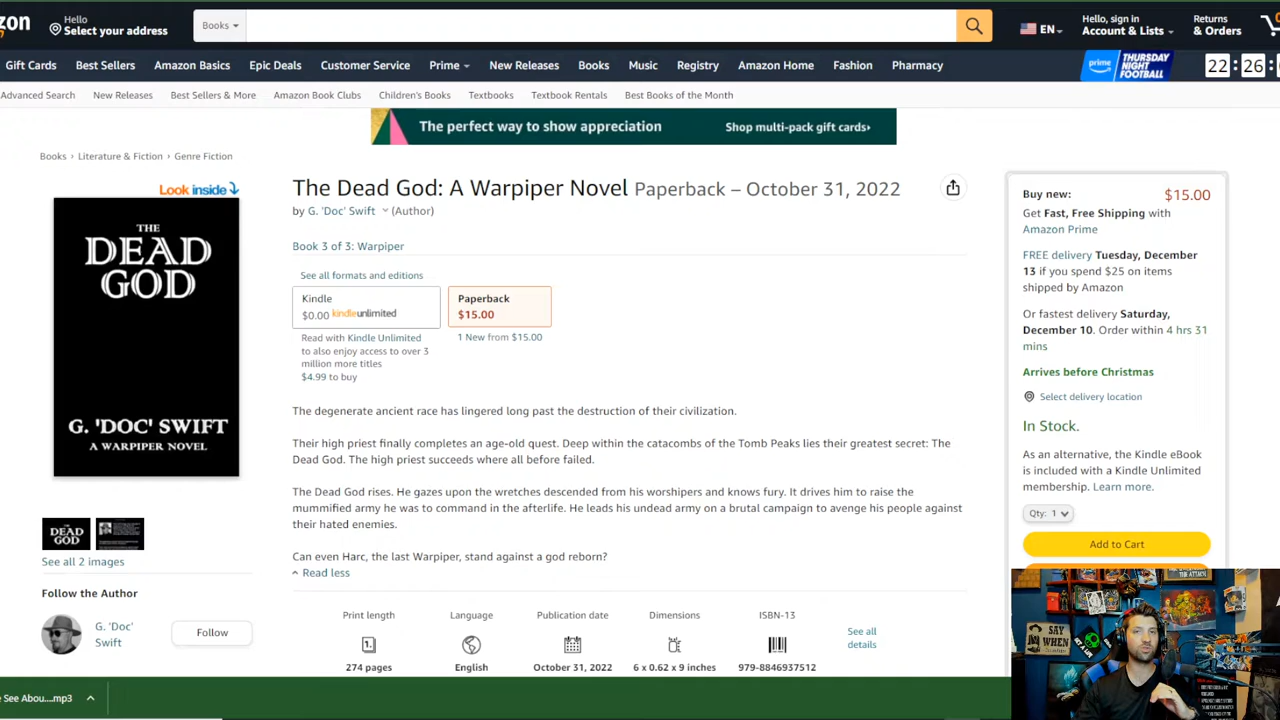 zon
Hello
Select your address
Books
EN
Hello, sign in
Account & Lists
Returns
& Orders
Gift Cards
Best Sellers
Amazon Basics
Epic Deals
Customer Service
Prime
New Releases
Books
Music
Registry
Amazon Home
Fashion
Pharmacy
prime
THURSDAY
NIGHT
FOOTBALL
22 : 26 :
Advanced Search
New Releases
Best Sellers & More
Amazon Book Clubs
Children's Books
Textbooks
Textbook Rentals
Best Books of the Month
The perfect way to show appreciation
Shop multi-pack gift cards›
Books › Literature & Fiction › Genre Fiction
Look inside
THE
DEAD
GOD
G. 'DOC' SWIFT
A WARPIPER NOVEL
DEAD
GOD
See all 2 images
Follow the Author
G. 'Doc'
Swift
Follow
The Dead God: A Warpiper Novel Paperback – October 31, 2022
by G. 'Doc' Swift (Author)
Book 3 of 3: Warpiper
See all formats and editions
Kindle
$0.00 kindleunlimited
Read with Kindle Unlimited
to also enjoy access to over 3
million more titles
$4.99 to buy
Paperback
$15.00
1 New from $15.00
The degenerate ancient race has lingered long past the destruction of their civilization.
Their high priest finally completes an age-old quest. Deep within the catacombs of the Tomb Peaks lies their greatest secret: The
Dead God. The high priest succeeds where all before failed.
The Dead God rises. He gazes upon the wretches descended from his worshipers and knows fury. It drives him to raise the
mummified army he was to command in the afterlife. He leads his undead army on a brutal campaign to avenge his people against
their hated enemies.
Can even Harc, the last Warpiper, stand against a god reborn?
Read less
Print length
274 pages
Language
English
Publication date
October 31, 2022
Dimensions
6 x 0.62 x 9 inches
ISBN-13
979-8846937512
See all
details
Buy new:
$15.00
Get Fast, Free Shipping with
Amazon Prime
FREE delivery Tuesday, December
13 if you spend $25 on items
shipped by Amazon
Or fastest delivery Saturday,
December 10. Order within 4 hrs 31
mins
Arrives before Christmas
Select delivery location
In Stock.
As an alternative, the Kindle eBook
is included with a Kindle Unlimited
membership. Learn more.
Qty: 1
Add to Cart
SAY
WHEN
THE ATTACK
e See Abou....mp3